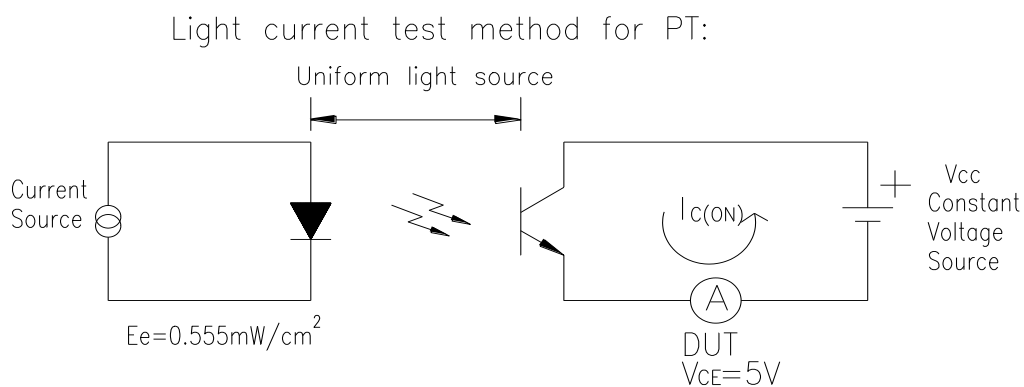 Light current test method for PT:
Uniform light source
Current
Source
Ee=0.555mW/cm²
IC(ON)
A
DUT
VCE=5V
+
Vcc
Constant
Voltage
Source